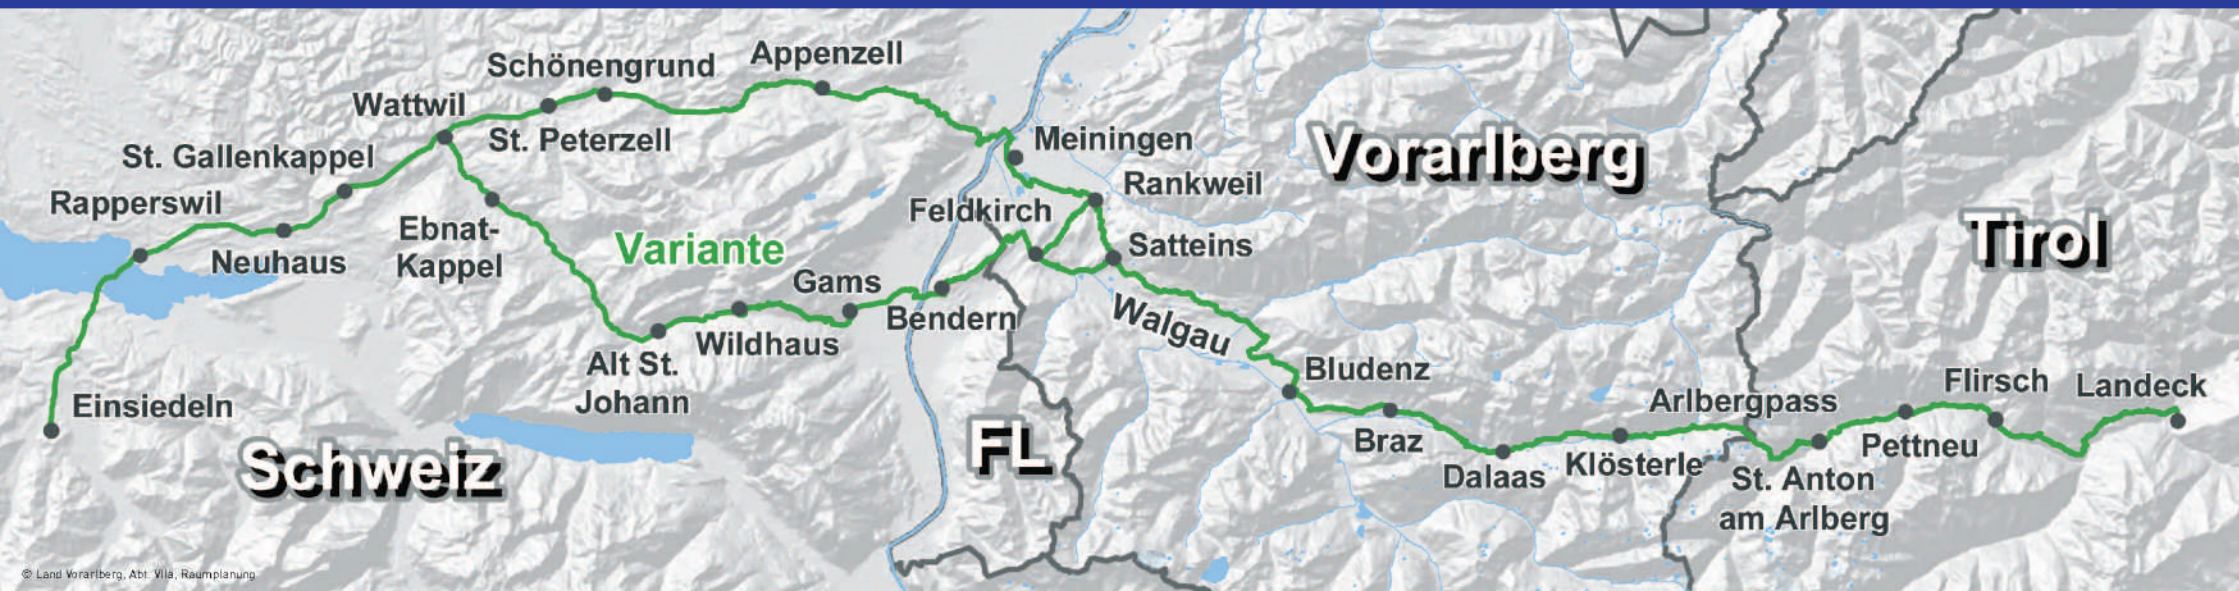 Appenzell
Schönengrund
Wattwil
St. Peterzell
Meiningen
Vorarlberg
St. Gallenkappel
Rankweil
Rapperswil
Feldkirch
Ebnat-
Kappel
Variante
Satteins
Tirol
Neuhaus
Gams
Bendern
Walgau
Wildhaus
Alt St.
Johann
Bludenz
Arlbergpass
Flirsch
Landeck
Einsiedeln
Schweiz
FL
Braz
Dalaas
Klösterle
Pettneu
St. Anton
am Arlberg
© Land Vorarlberg, Abt. VIIa, Raumplanung